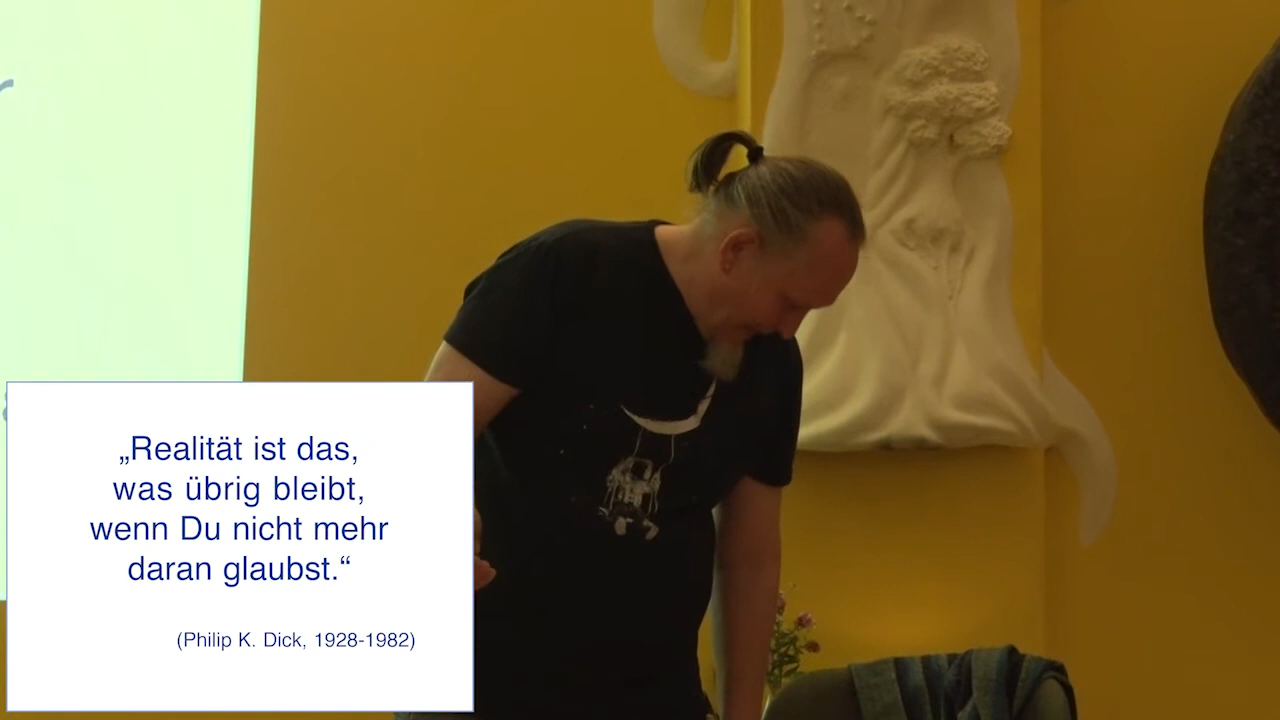 „Realität ist das,
was übrig bleibt,
wenn Du nicht mehr
daran glaubst.“
(Philip K. Dick, 1928-1982)